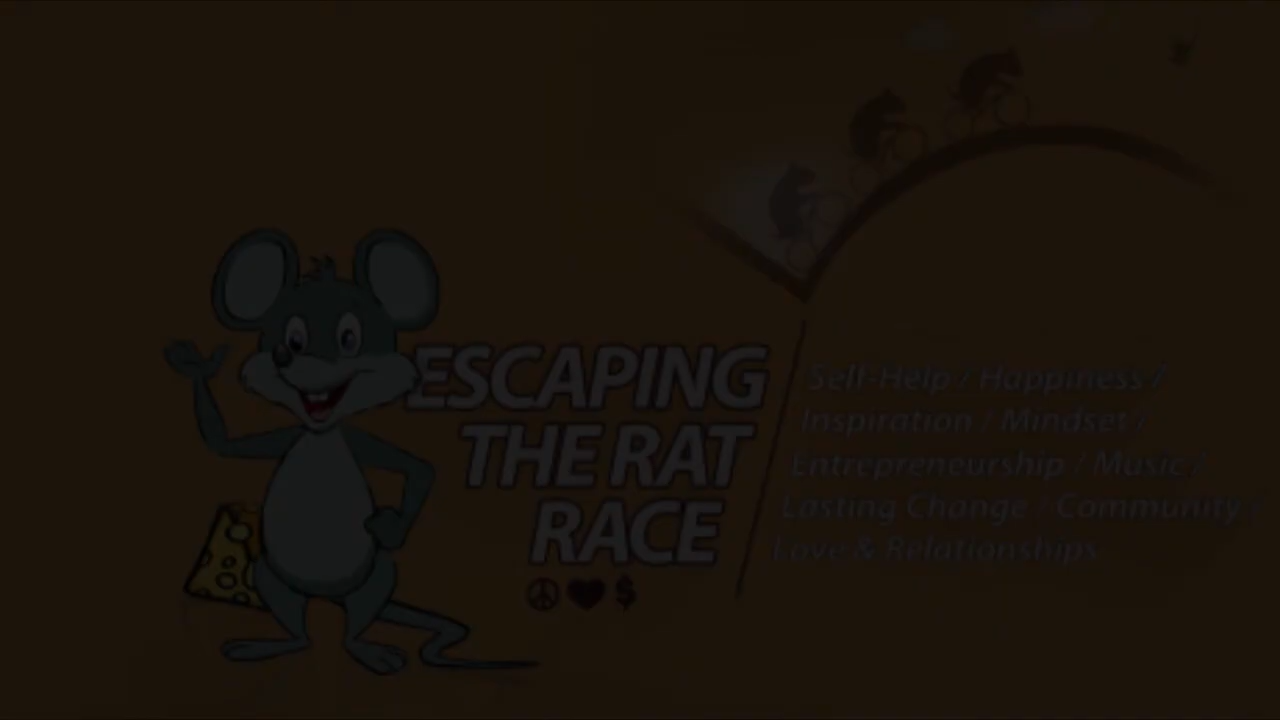 ESCAPING
THE RAT
RACE
Self-Help / Happiness /
Inspiration / Mindset /
Entrepreneurship / Music /
Lasting Change / Community /
Love & Relationships